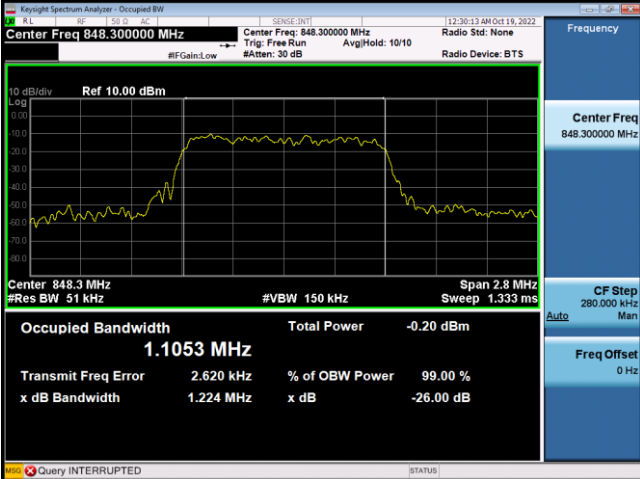 Keysight Spectrum Analyzer - Occupied BW
RL RF 50 Ω AC SENSE:INT 12:30:13 AM Oct 19, 2022
Center Freq 848.300000 MHz Center Freq: 848.300000 MHz Radio Std: None Frequency
Trig: Free Run Avg|Hold: 10/10
#IFGain:Low #Atten: 30 dB Radio Device: BTS
10 dB/div Ref 10.00 dBm
Log
0.00
-10.0
-20.0
-30.0
-40.0
-50.0
-60.0
-70.0
-80.0
Center Freq
848.300000 MHz
Center 848.3 MHz Span 2.8 MHz
#Res BW 51 kHz #VBW 150 kHz Sweep 1.333 ms
CF Step
280.000 kHz
Auto Man
Occupied Bandwidth Total Power -0.20 dBm
1.1053 MHz
Transmit Freq Error 2.620 kHz % of OBW Power 99.00 %
x dB Bandwidth 1.224 MHz x dB -26.00 dB
Freq Offset
0 Hz
MSG Query INTERRUPTED STATUS